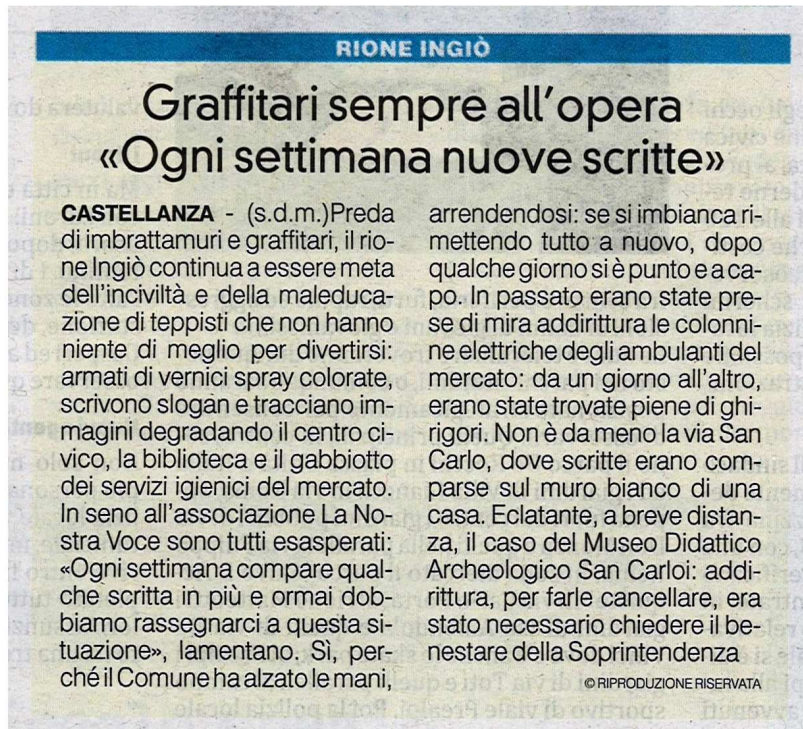 RIONE INGIÒ
Graffitari sempre all'opera
«Ogni settimana nuove scritte»
CASTELLANZA - (s.d.m.)Preda
di imbrattamuri e graffitari, il rio-
ne Ingiò continua a essere meta
dell'inciviltà e della maleduca-
zione di teppisti che non hanno
niente di meglio per divertirsi:
armati di vernici spray colorate,
scrivono slogan e tracciano im-
magini degradando il centro ci-
vico, la biblioteca e il gabbiotto
dei servizi igienici del mercato.
In seno all'associazione La No-
stra Voce sono tutti esasperati:
«Ogni settimana compare qual-
che scritta in più e ormai dob-
biamo rassegnarci a questa si-
tuazione», lamentano. Sì, per-
ché il Comune ha alzato le mani,
arrendendosi: se si imbianca ri-
mettendo tutto a nuovo, dopo
qualche giorno si è punto e a ca-
po. In passato erano state pre-
se di mira addirittura le colonni-
ne elettriche degli ambulanti del
mercato: da un giorno all'altro,
erano state trovate piene di ghi-
rigori. Non è da meno la via San
Carlo, dove scritte erano com-
parse sul muro bianco di una
casa. Eclatante, a breve distan-
za, il caso del Museo Didattico
Archeologico San Carloi: addi-
rittura, per farle cancellare, era
stato necessario chiedere il be-
nestare della Soprintendenza
© RIPRODUZIONE RISERVATA